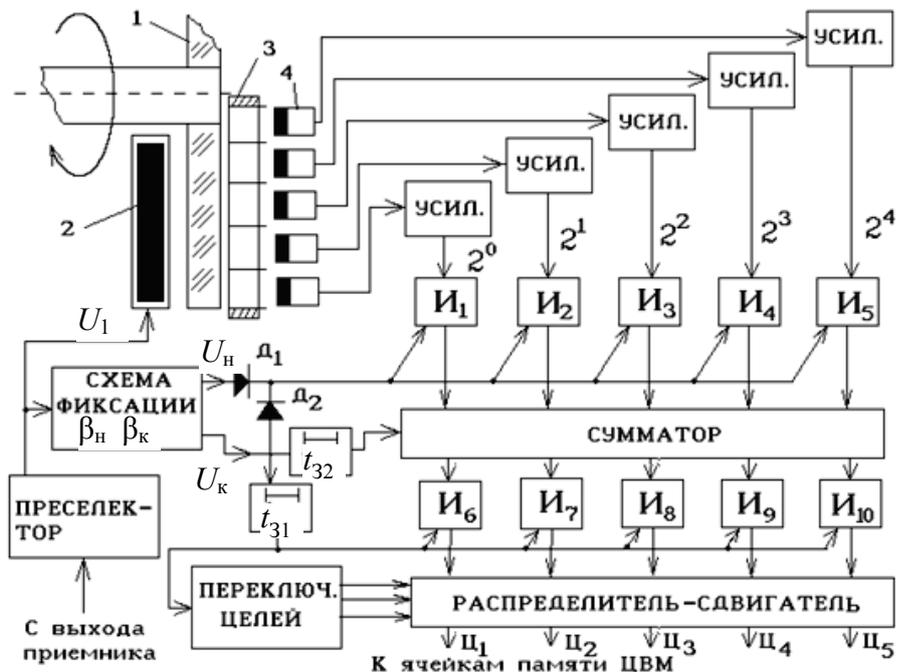 1
3
4
УСИЛ.
УСИЛ.
УСИЛ.
УСИЛ.
УСИЛ.
2
2⁰
2¹
2²
2³
2⁴
И₁
И₂
И₃
И₄
И₅
U₁
Uн
Д₁
СХЕМА
ФИКСАЦИИ
βн βк
Д₂
СУММАТОР
tЗ2
Uк
tЗ1
ПРЕСЕЛЕК-
ТОР
И₆
И₇
И₈
И₉
И₁₀
ПЕРЕКЛЮЧ.
ЦЕЛЕЙ
РАСПРЕДЕЛИТЕЛЬ-СДВИГАТЕЛЬ
С выхода
приемника
Ц₁
Ц₂
Ц₃
Ц₄
Ц₅
К ячейкам памяти ЦВМ